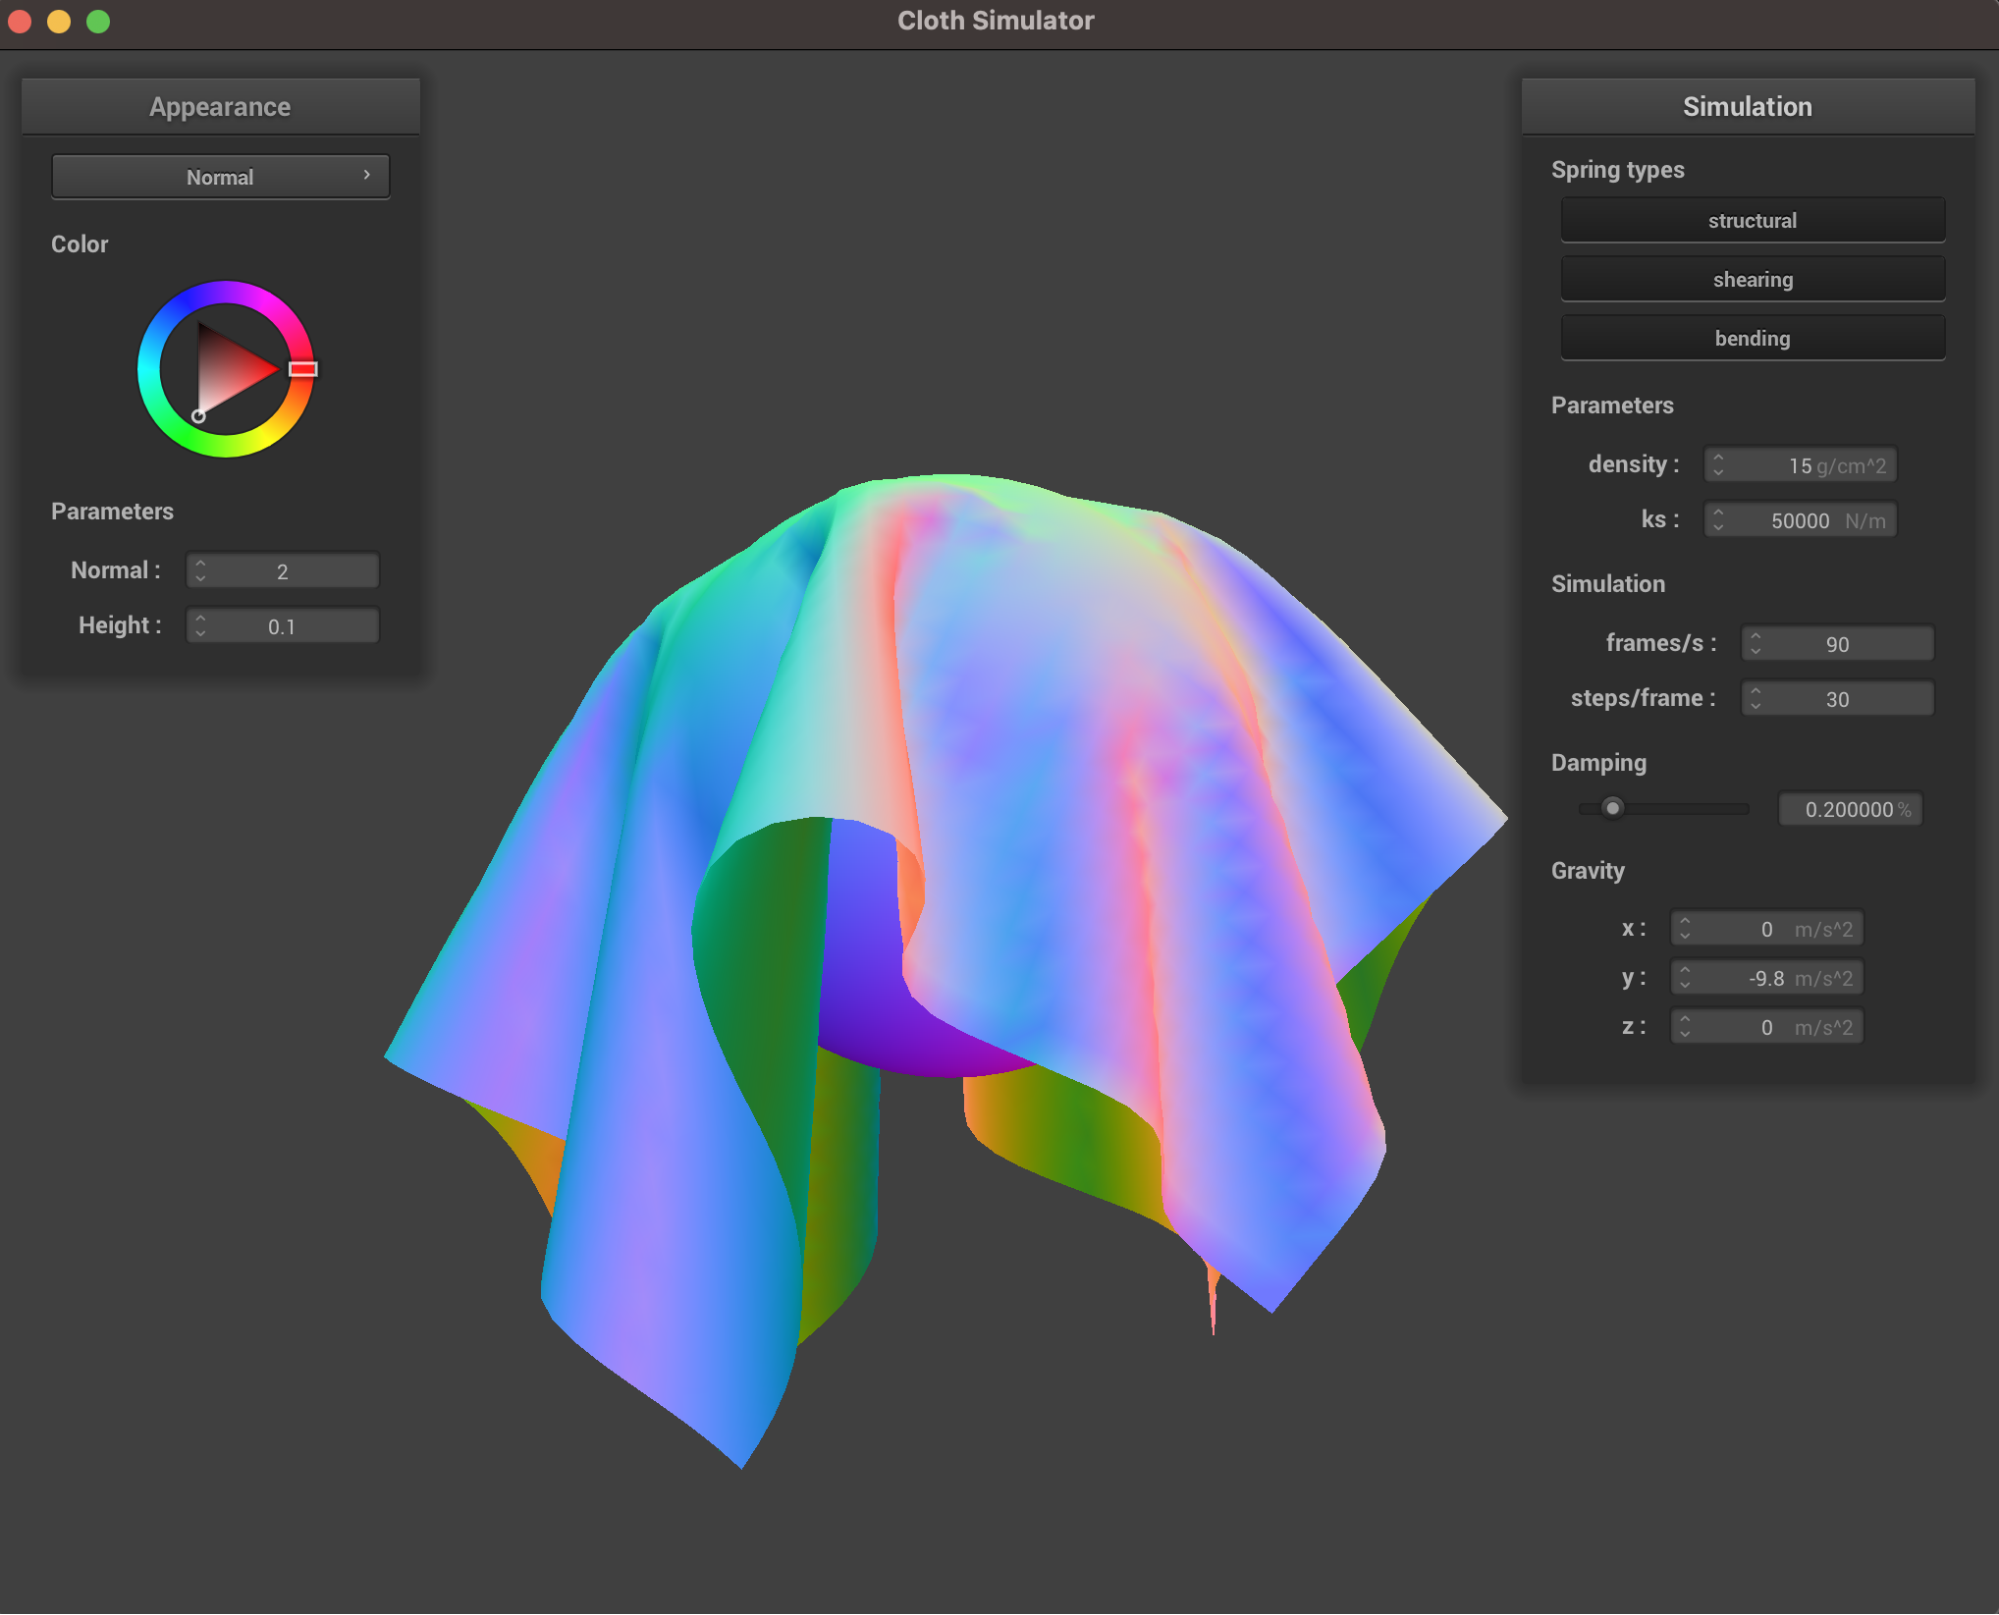 Cloth Simulator
Appearance
Normal
Color
Parameters
Normal : 2
Height : 0.1
Simulation
Spring types
structural
shearing
bending
Parameters
density : 15 g/cm^2
ks : 50000 N/m
Simulation
frames/s : 90
steps/frame : 30
Damping
0.200000 %
Gravity
x : 0 m/s^2
y : -9.8 m/s^2
z : 0 m/s^2